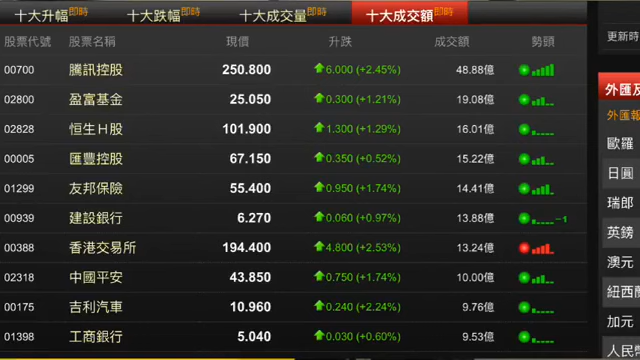 十大升幅即時 十大跌幅即時 十大成交量即時 十大成交額即時
更新時
股票代號 股票名稱 現價 升跌 成交額 勢頭
00700 騰訊控股 250.800 6.000 (+2.45%) 48.88億
02800 盈富基金 25.050 0.300 (+1.21%) 19.08億
外匯及
外匯報
02828 恒生H股 101.900 1.300 (+1.29%) 16.01億
歐羅
00005 匯豐控股 67.150 0.350 (+0.52%) 15.22億
日圓
01299 友邦保險 55.400 0.950 (+1.74%) 14.41億
瑞郎
00939 建設銀行 6.270 0.060 (+0.97%) 13.88億 -1
英鎊
00388 香港交易所 194.400 4.800 (+2.53%) 13.24億
澳元
02318 中國平安 43.850 0.750 (+1.74%) 10.00億
紐西蘭
00175 吉利汽車 10.960 0.240 (+2.24%) 9.76億
加元
01398 工商銀行 5.040 0.030 (+0.60%) 9.53億
人民幣